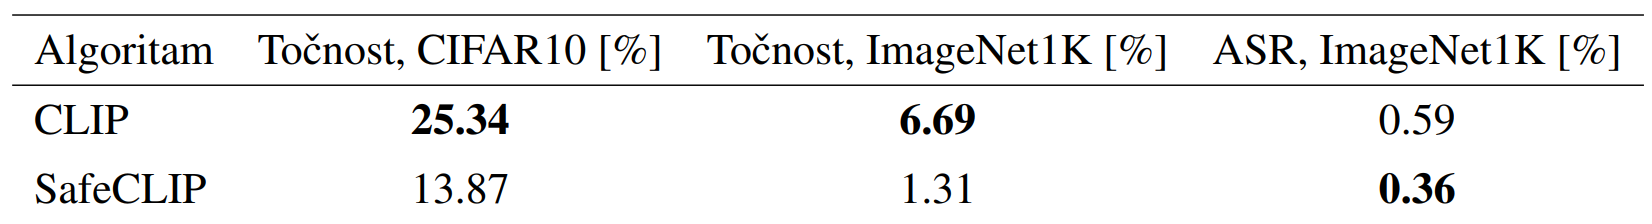 Algoritam Točnost, CIFAR10 [%] Točnost, ImageNet1K [%] ASR, ImageNet1K [%]
CLIP 25.34 6.69 0.59
SafeCLIP 13.87 1.31 0.36